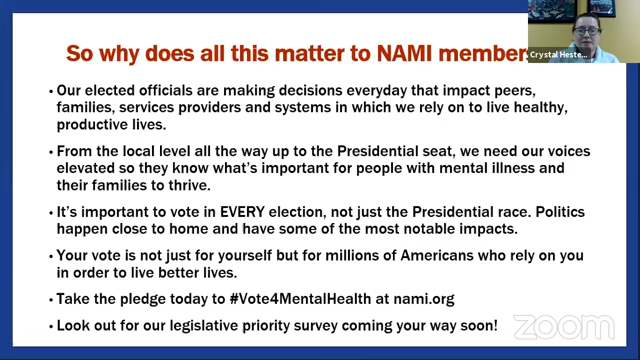 So why does all this matter to NAMI member
Crystal Heste
• Our elected officials are making decisions everyday that impact peers,
families, services providers and systems in which we rely on to live healthy,
productive lives.
• From the local level all the way up to the Presidential seat, we need our voices
elevated so they know what's important for people with mental illness and
their families to thrive.
• It's important to vote in EVERY election, not just the Presidential race. Politics
happen close to home and have some of the most notable impacts.
• Your vote is not just for yourself but for millions of Americans who rely on you
in order to live better lives.
• Take the pledge today to #Vote4MentalHealth at nami.org
• Look out for our legislative priority survey coming your way soon!
zoom